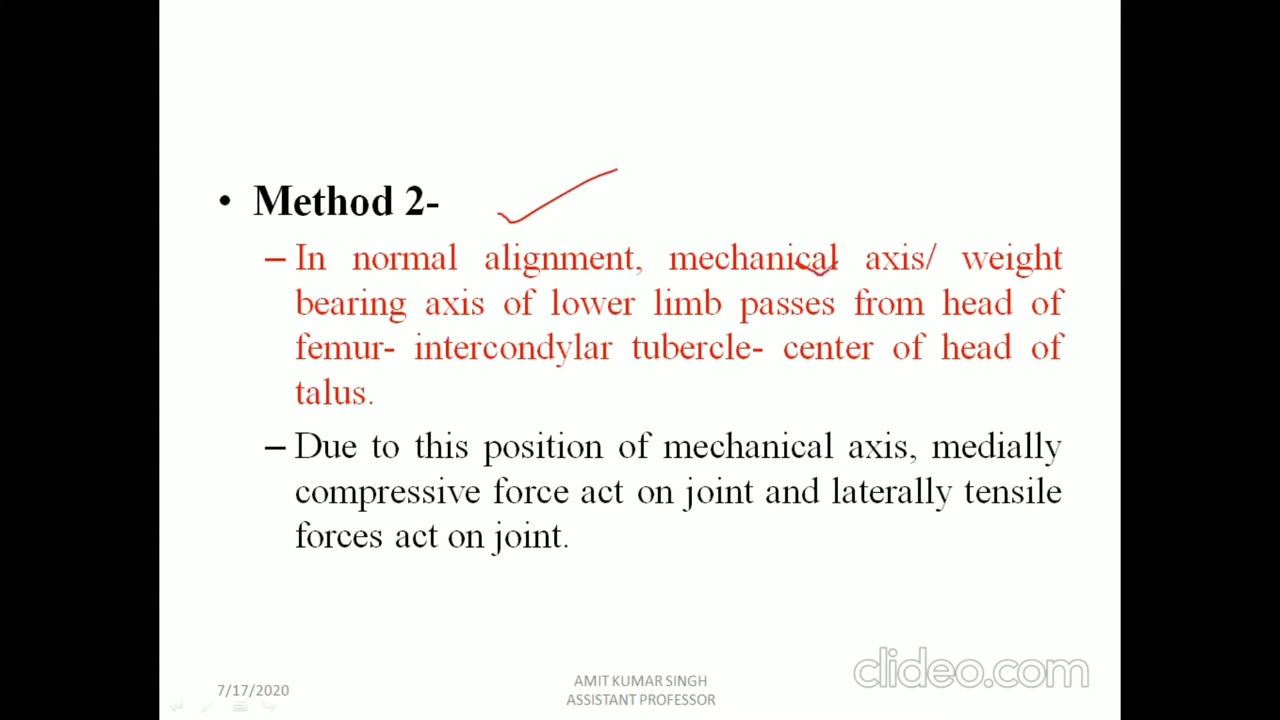 • Method 2-
– In normal alignment, mechanical axis/ weight
bearing axis of lower limb passes from head of
femur- intercondylar tubercle- center of head of
talus.
– Due to this position of mechanical axis, medially
compressive force act on joint and laterally tensile
forces act on joint.
7/17/2020
AMIT KUMAR SINGH
ASSISTANT PROFESSOR
clideo.com